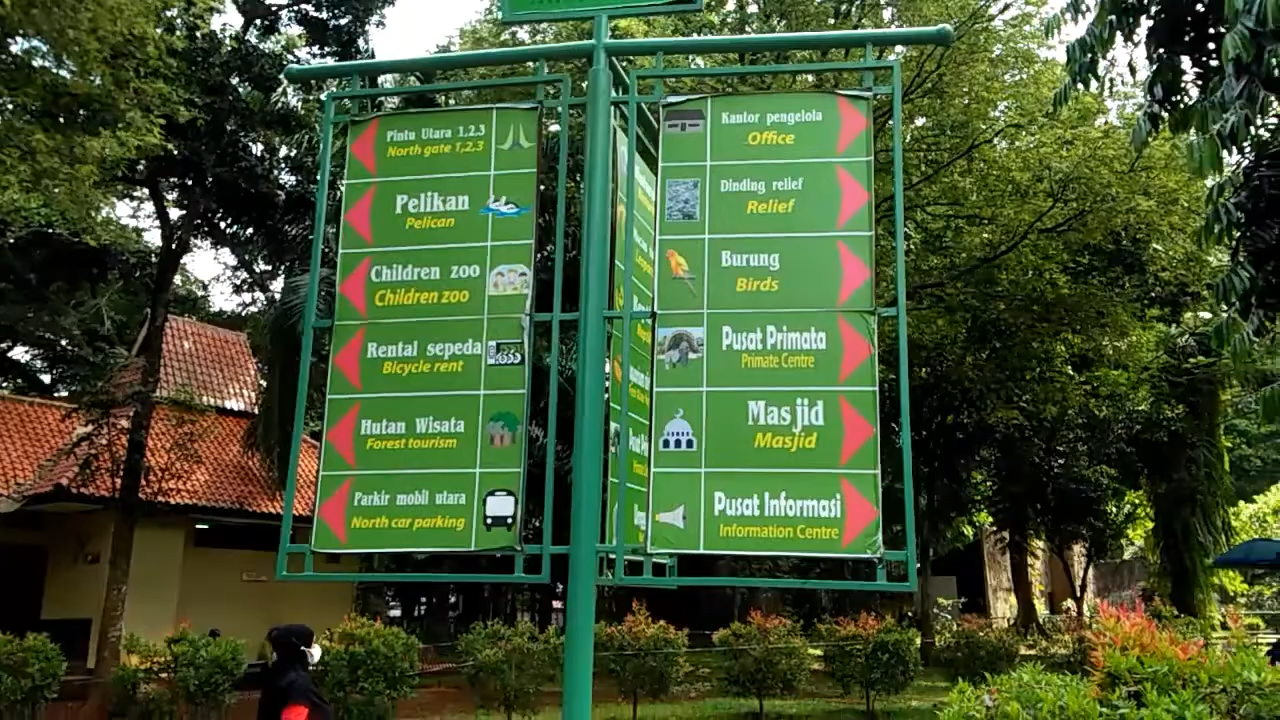 Pintu Utara 1,2,3
North gate 1,2,3
Pelikan
Pelican
Children zoo
Children zoo
Rental sepeda
Bicycle rent
Hutan Wisata
Forest tourism
Parkir mobil utara
North car parking
Kantor pengelola
Office
Dinding relief
Relief
Burung
Birds
Pusat Primata
Primate Centre
Masjid
Masjid
Pusat Informasi
Information Centre